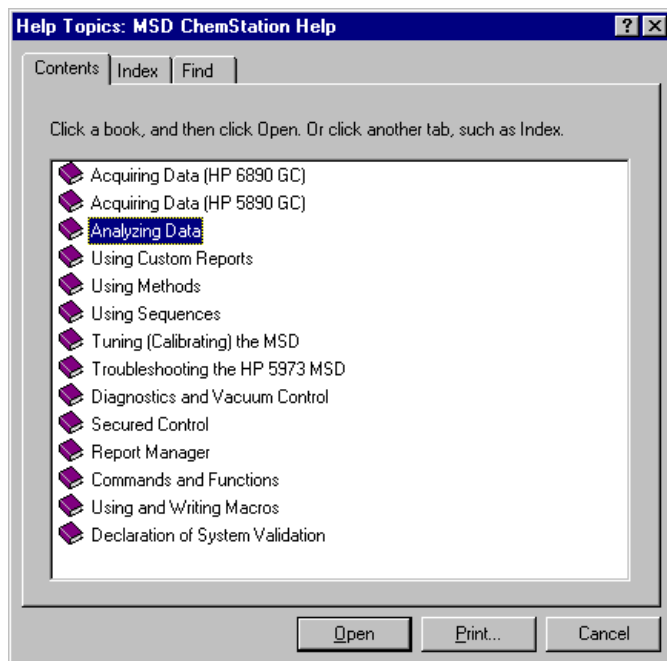 Help Topics: MSD ChemStation Help
Contents Index Find
Click a book, and then click Open. Or click another tab, such as Index.
Acquiring Data (HP 6890 GC)
Acquiring Data (HP 5890 GC)
Analyzing Data
Using Custom Reports
Using Methods
Using Sequences
Tuning (Calibrating) the MSD
Troubleshooting the HP 5973 MSD
Diagnostics and Vacuum Control
Secured Control
Report Manager
Commands and Functions
Using and Writing Macros
Declaration of System Validation
Open Print... Cancel